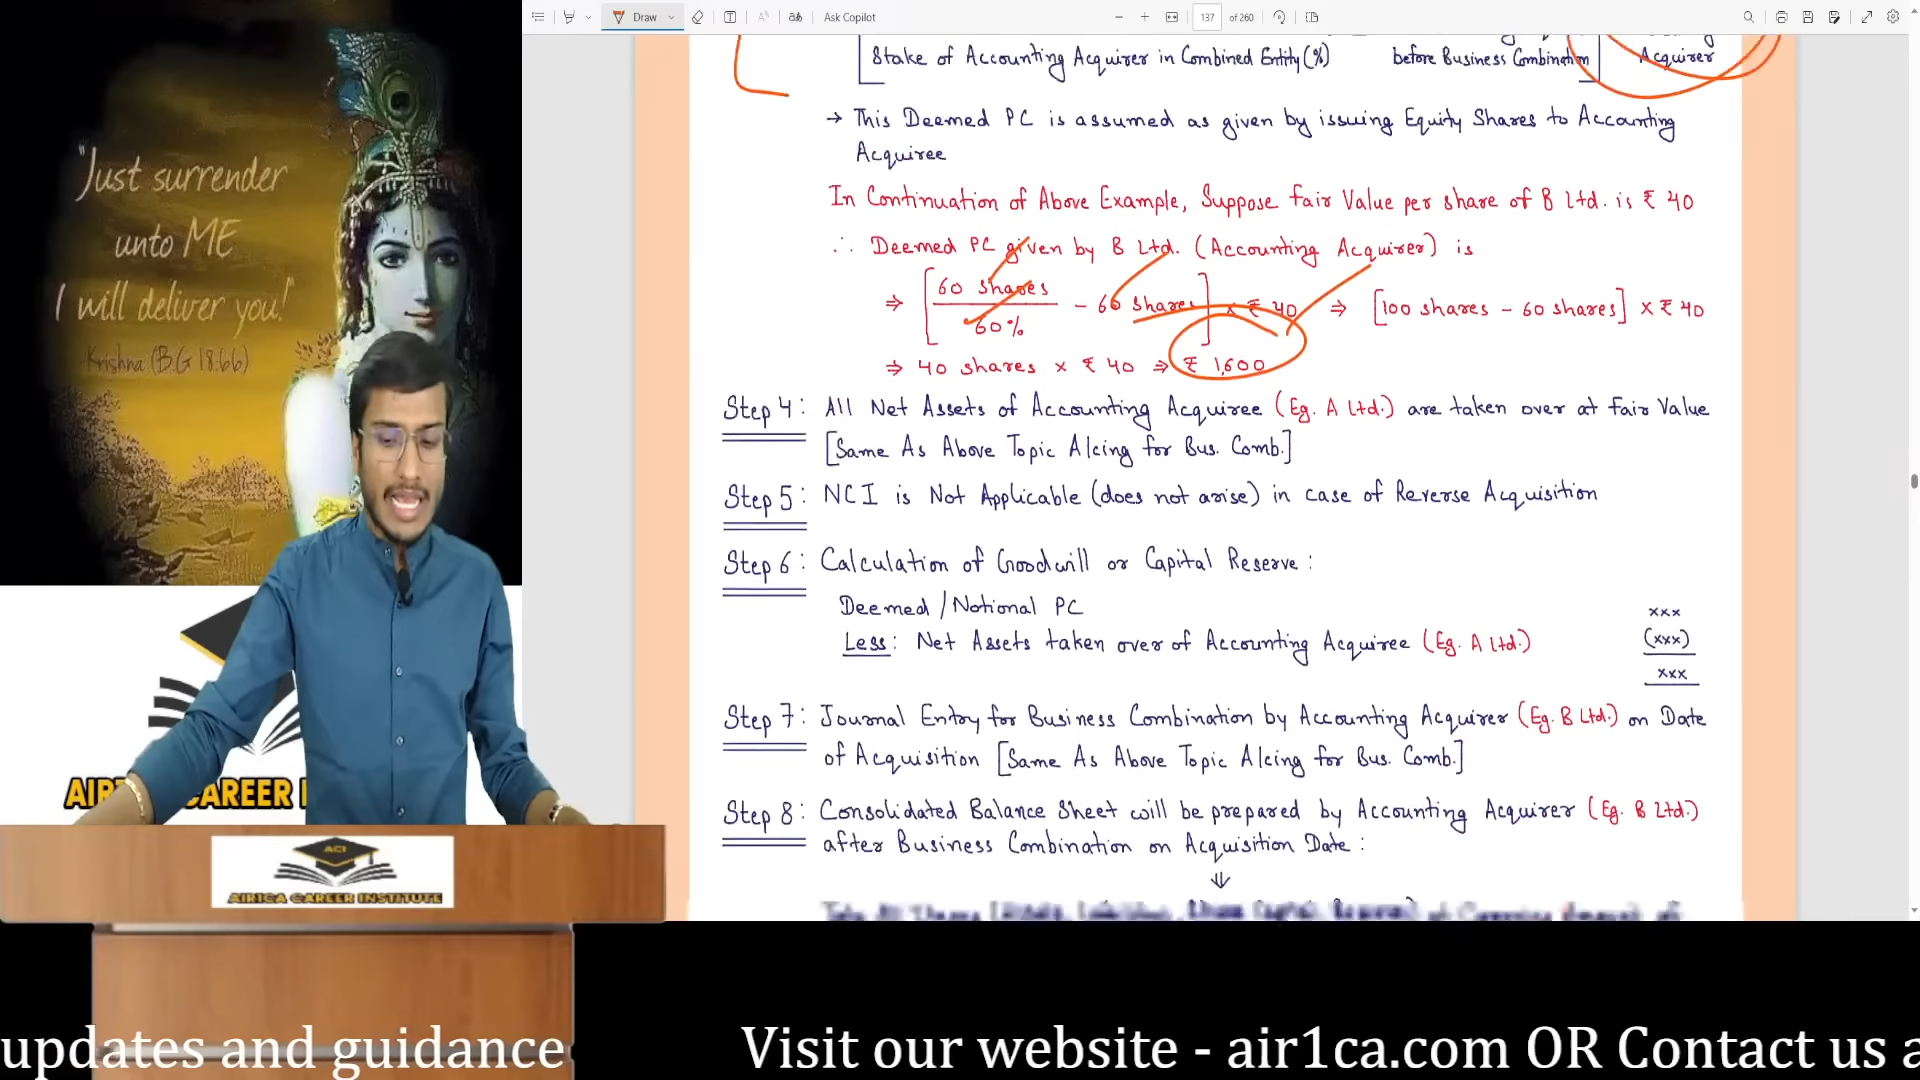 "Just surrender
unto ME
I will deliver you!"
Krishna (B.G 18.66)
ACI
AIR1CA CAREER INSTITUTE
Draw
Ask Copilot
137 of 260
Stake of Accounting Acquirer in Combined Entity (%)
before Business Combination
Acquirer
→ This Deemed PC is assumed as given by issuing Equity Shares to Accounting
Acquiree
In Continuation of Above Example, Suppose fair Value per share of B Ltd. is ₹ 40
∴ Deemed PC given by B Ltd. (Accounting Acquirer) is
⇒ [60 shares / 60% - 60 shares] × ₹ 40 ⇒ [100 shares - 60 shares] × ₹ 40
⇒ 40 shares × ₹ 40 ⇒ ₹ 1,600
Step 4: All Net Assets of Accounting Acquiree (Eg. A Ltd.) are taken over at Fair Value
[Same As Above Topic A/cing for Bus. Comb.]
Step 5: NCI is Not Applicable (does not arise) in case of Reverse Acquisition
Step 6: Calculation of Goodwill or Capital Reserve:
Deemed/Notional PC xxx
Less: Net Assets taken over of Accounting Acquiree (Eg. A Ltd.) (xxx)
xxx
Step 7: Journal Entry for Business Combination by Accounting Acquirer (Eg. B Ltd.) on Date
of Acquisition [Same As Above Topic A/cing for Bus. Comb.]
Step 8: Consolidated Balance Sheet will be prepared by Accounting Acquirer (Eg. B Ltd.)
after Business Combination on Acquisition Date:
⇓
updates and guidance Visit our website - air1ca.com OR Contact us a